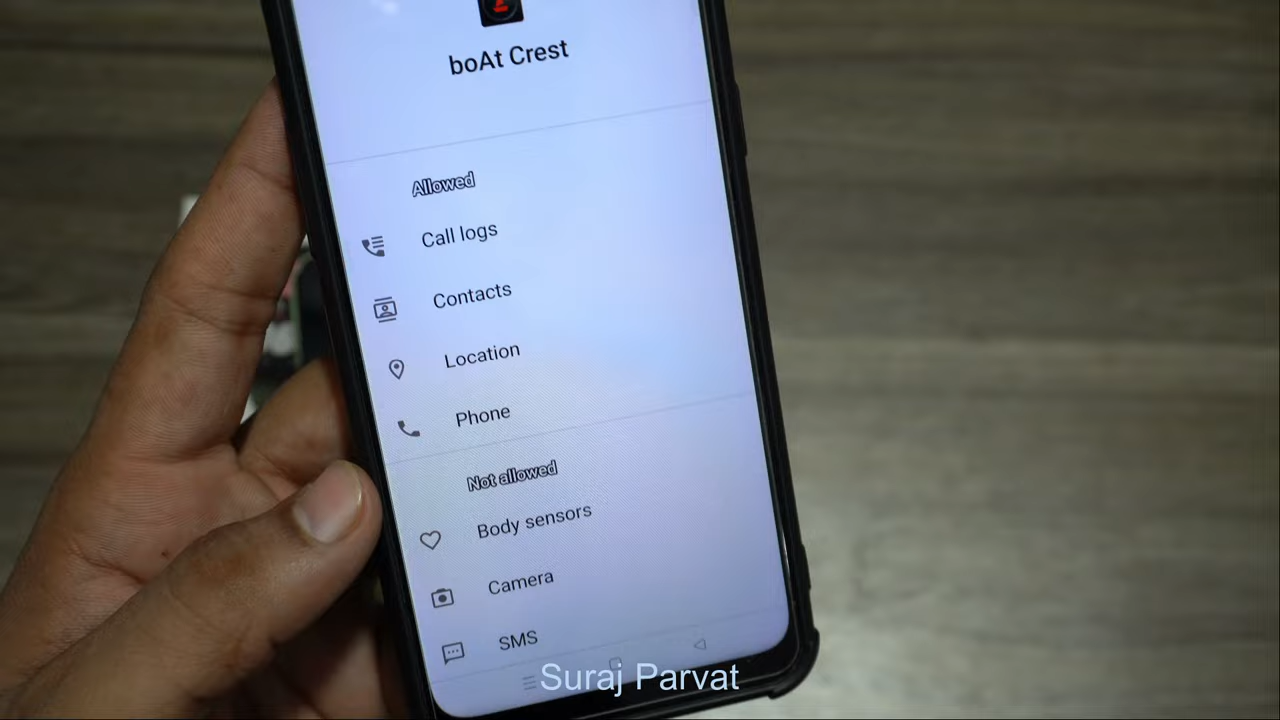 boAt Crest
Allowed
Call logs
Contacts
Location
Phone
Not allowed
Body sensors
Camera
SMS
Suraj Parvat